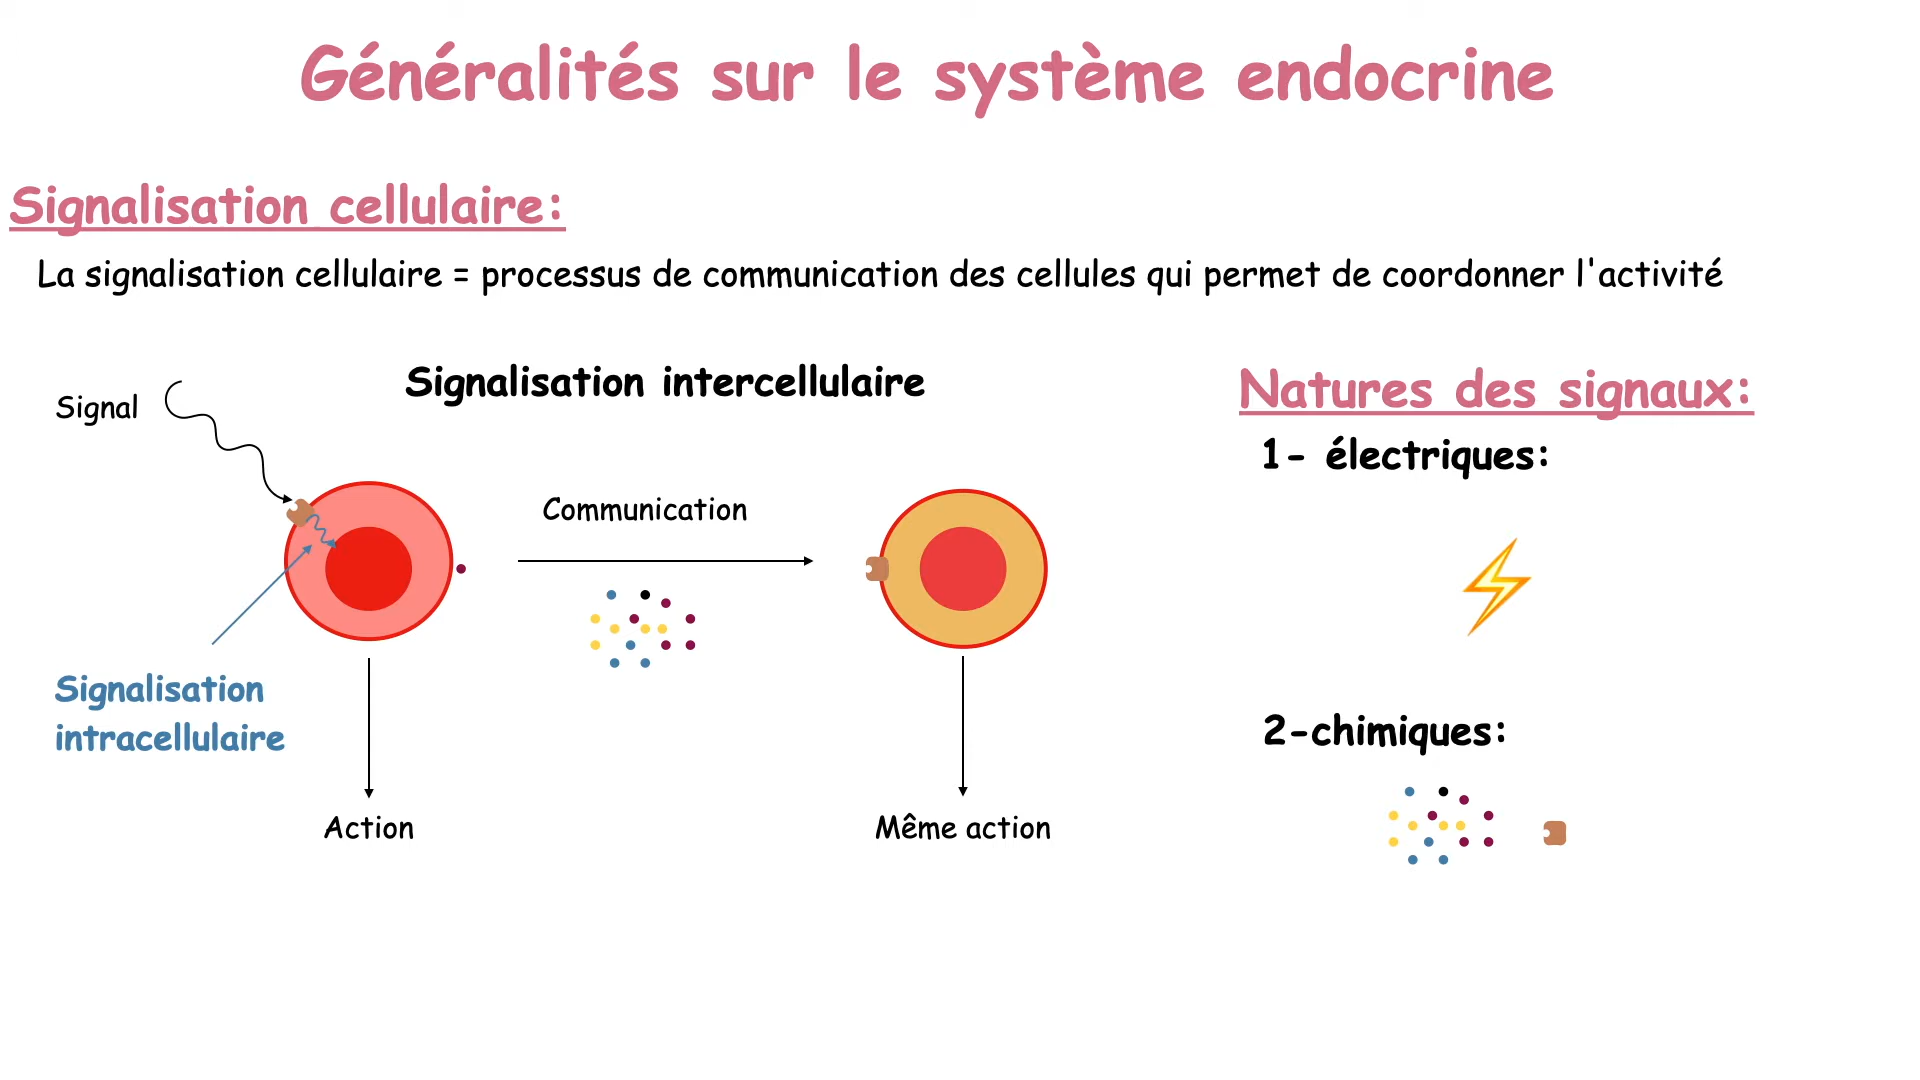 Généralités sur le système endocrine
Signalisation cellulaire:
La signalisation cellulaire = processus de communication des cellules qui permet de coordonner l'activité
Signal
Signalisation intercellulaire
Communication
Signalisation
intracellulaire
Action
Même action
Natures des signaux:
1- électriques:
2-chimiques: